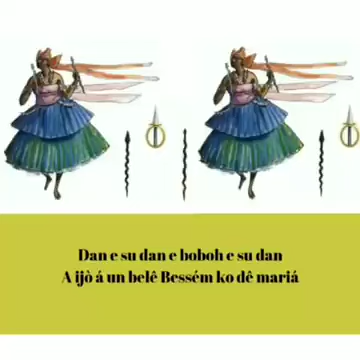 Dan e su dan e boboh e su dan
A ijò á un belê Bessém ko dê mariá